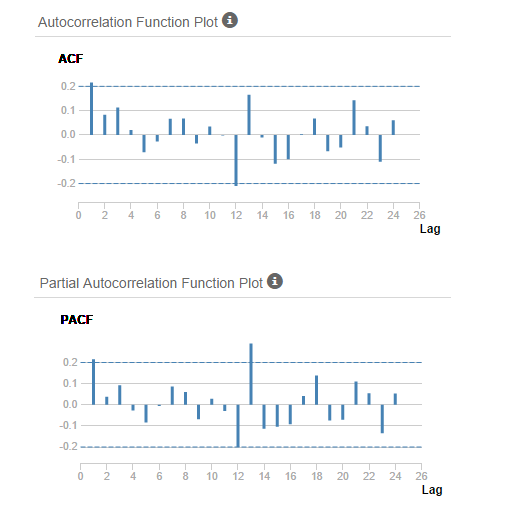 Autocorrelation Function Plot i
ACF
0.2
0.1
0.0
-0.1
-0.2
0 2 4 6 8 10 12 14 16 18 20 22 24 26
Lag
Partial Autocorrelation Function Plot i
PACF
0.2
0.1
0.0
-0.1
-0.2
0 2 4 6 8 10 12 14 16 18 20 22 24 26
Lag